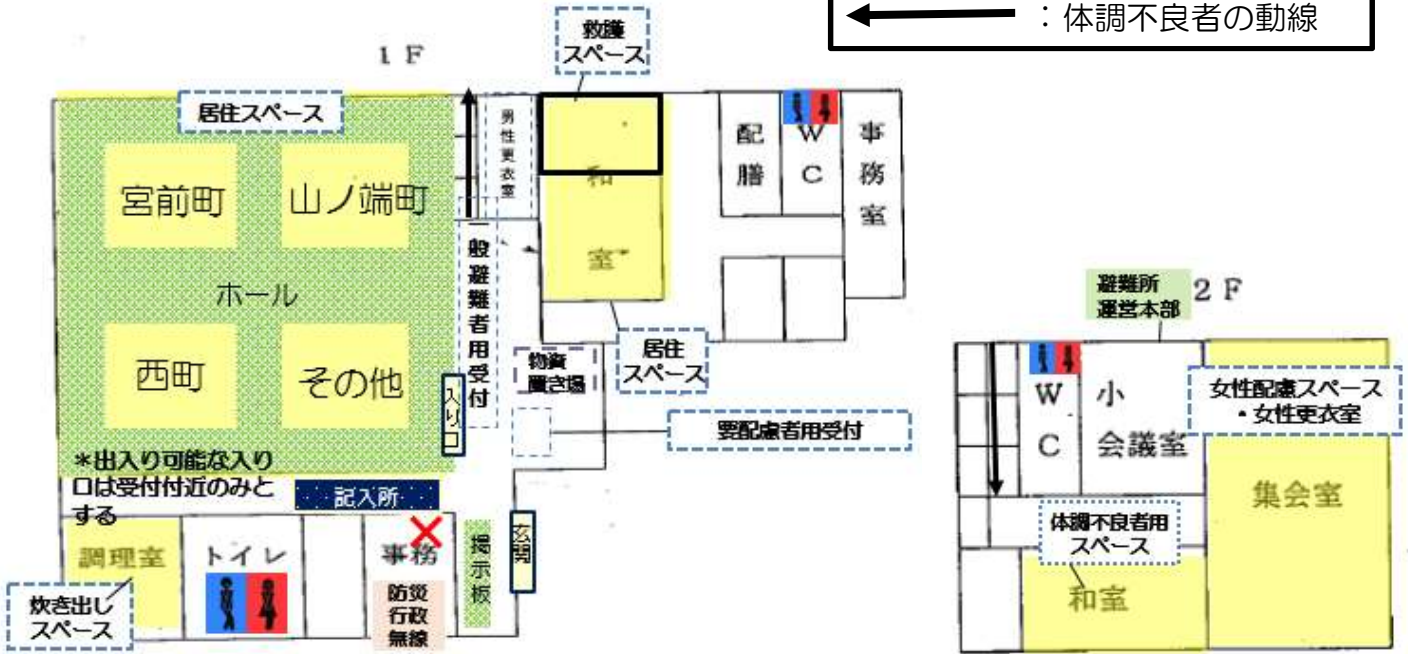 ：体調不良者の動線
１Ｆ
救護
スペース
居住スペース
男性更衣室
和室
配膳
ＷＣ
事務室
宮前町
山ノ端町
ホール
西町
その他
一般避難者用受付
入り口
物資
置き場
居住
スペース
要配慮者用受付
＊出入り可能な入り
口は受付付近のみと
する
記入所
調理室
トイレ
事務
掲示板
玄関
防災
行政
無線
炊き出し
スペース
避難所
運営本部
２Ｆ
ＷＣ
小
会議室
女性配慮スペース
・女性更衣室
集会室
体調不良者用
スペース
和室